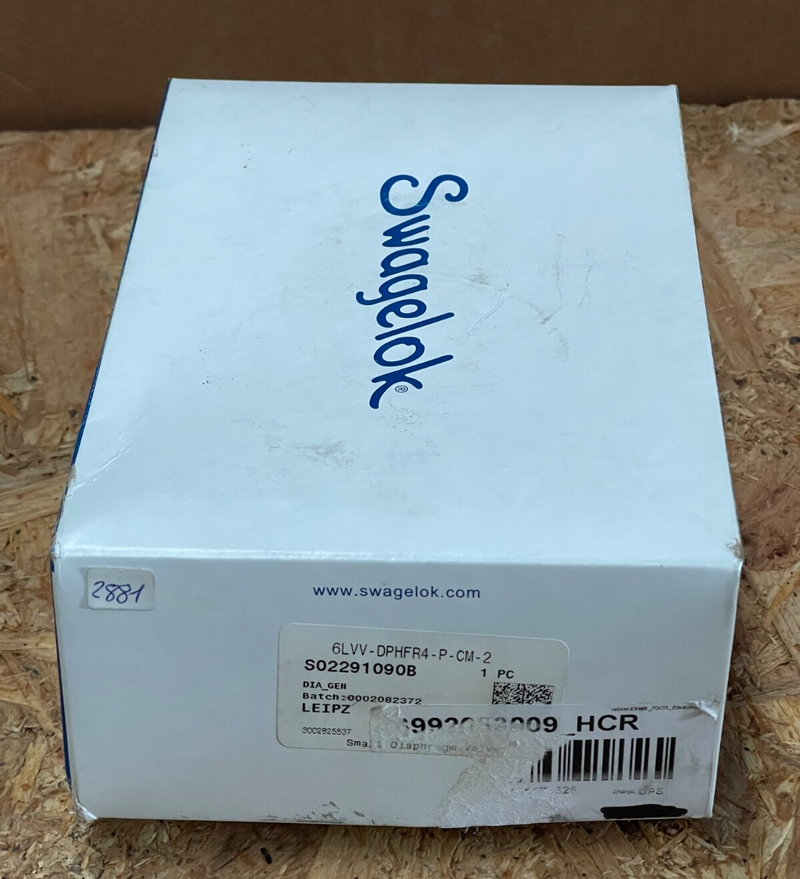 Swagelok®
2881
www.swagelok.com
6LVV-DPHFR4-P-CM-2
S02291090B 1 PC
DIA_GEN
Batch:0002082372
LEIPZ
3002825537
_HCR
Small Diaphragm Valve
UPS